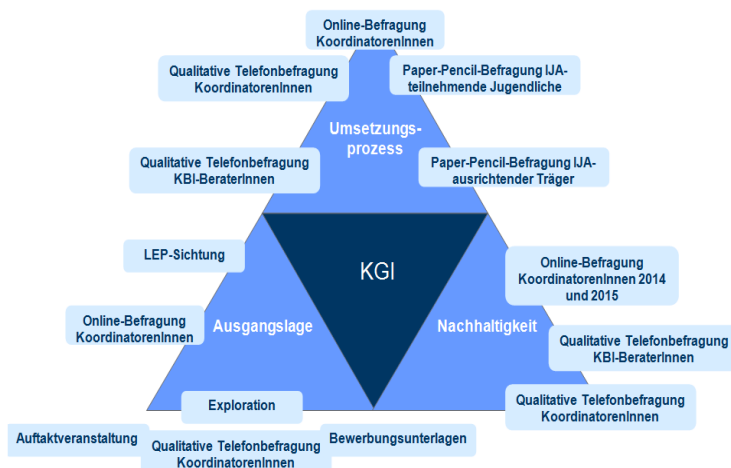 Online-Befragung
KoordinatorenInnen
Qualitative Telefonbefragung
KoordinatorenInnen
Paper-Pencil-Befragung IJA-
teilnehmende Jugendliche
Umsetzungs-
prozess
Qualitative Telefonbefragung
KBI-BeraterInnen
Paper-Pencil-Befragung IJA-
ausrichtender Träger
LEP-Sichtung
KGI
Online-Befragung
KoordinatorenInnen 2014
und 2015
Online-Befragung
KoordinatorenInnen
Ausgangslage
Nachhaltigkeit
Qualitative Telefonbefragung
KBI-BeraterInnen
Exploration
Qualitative Telefonbefragung
KoordinatorenInnen
Auftaktveranstaltung
Qualitative Telefonbefragung
KoordinatorenInnen
Bewerbungsunterlagen